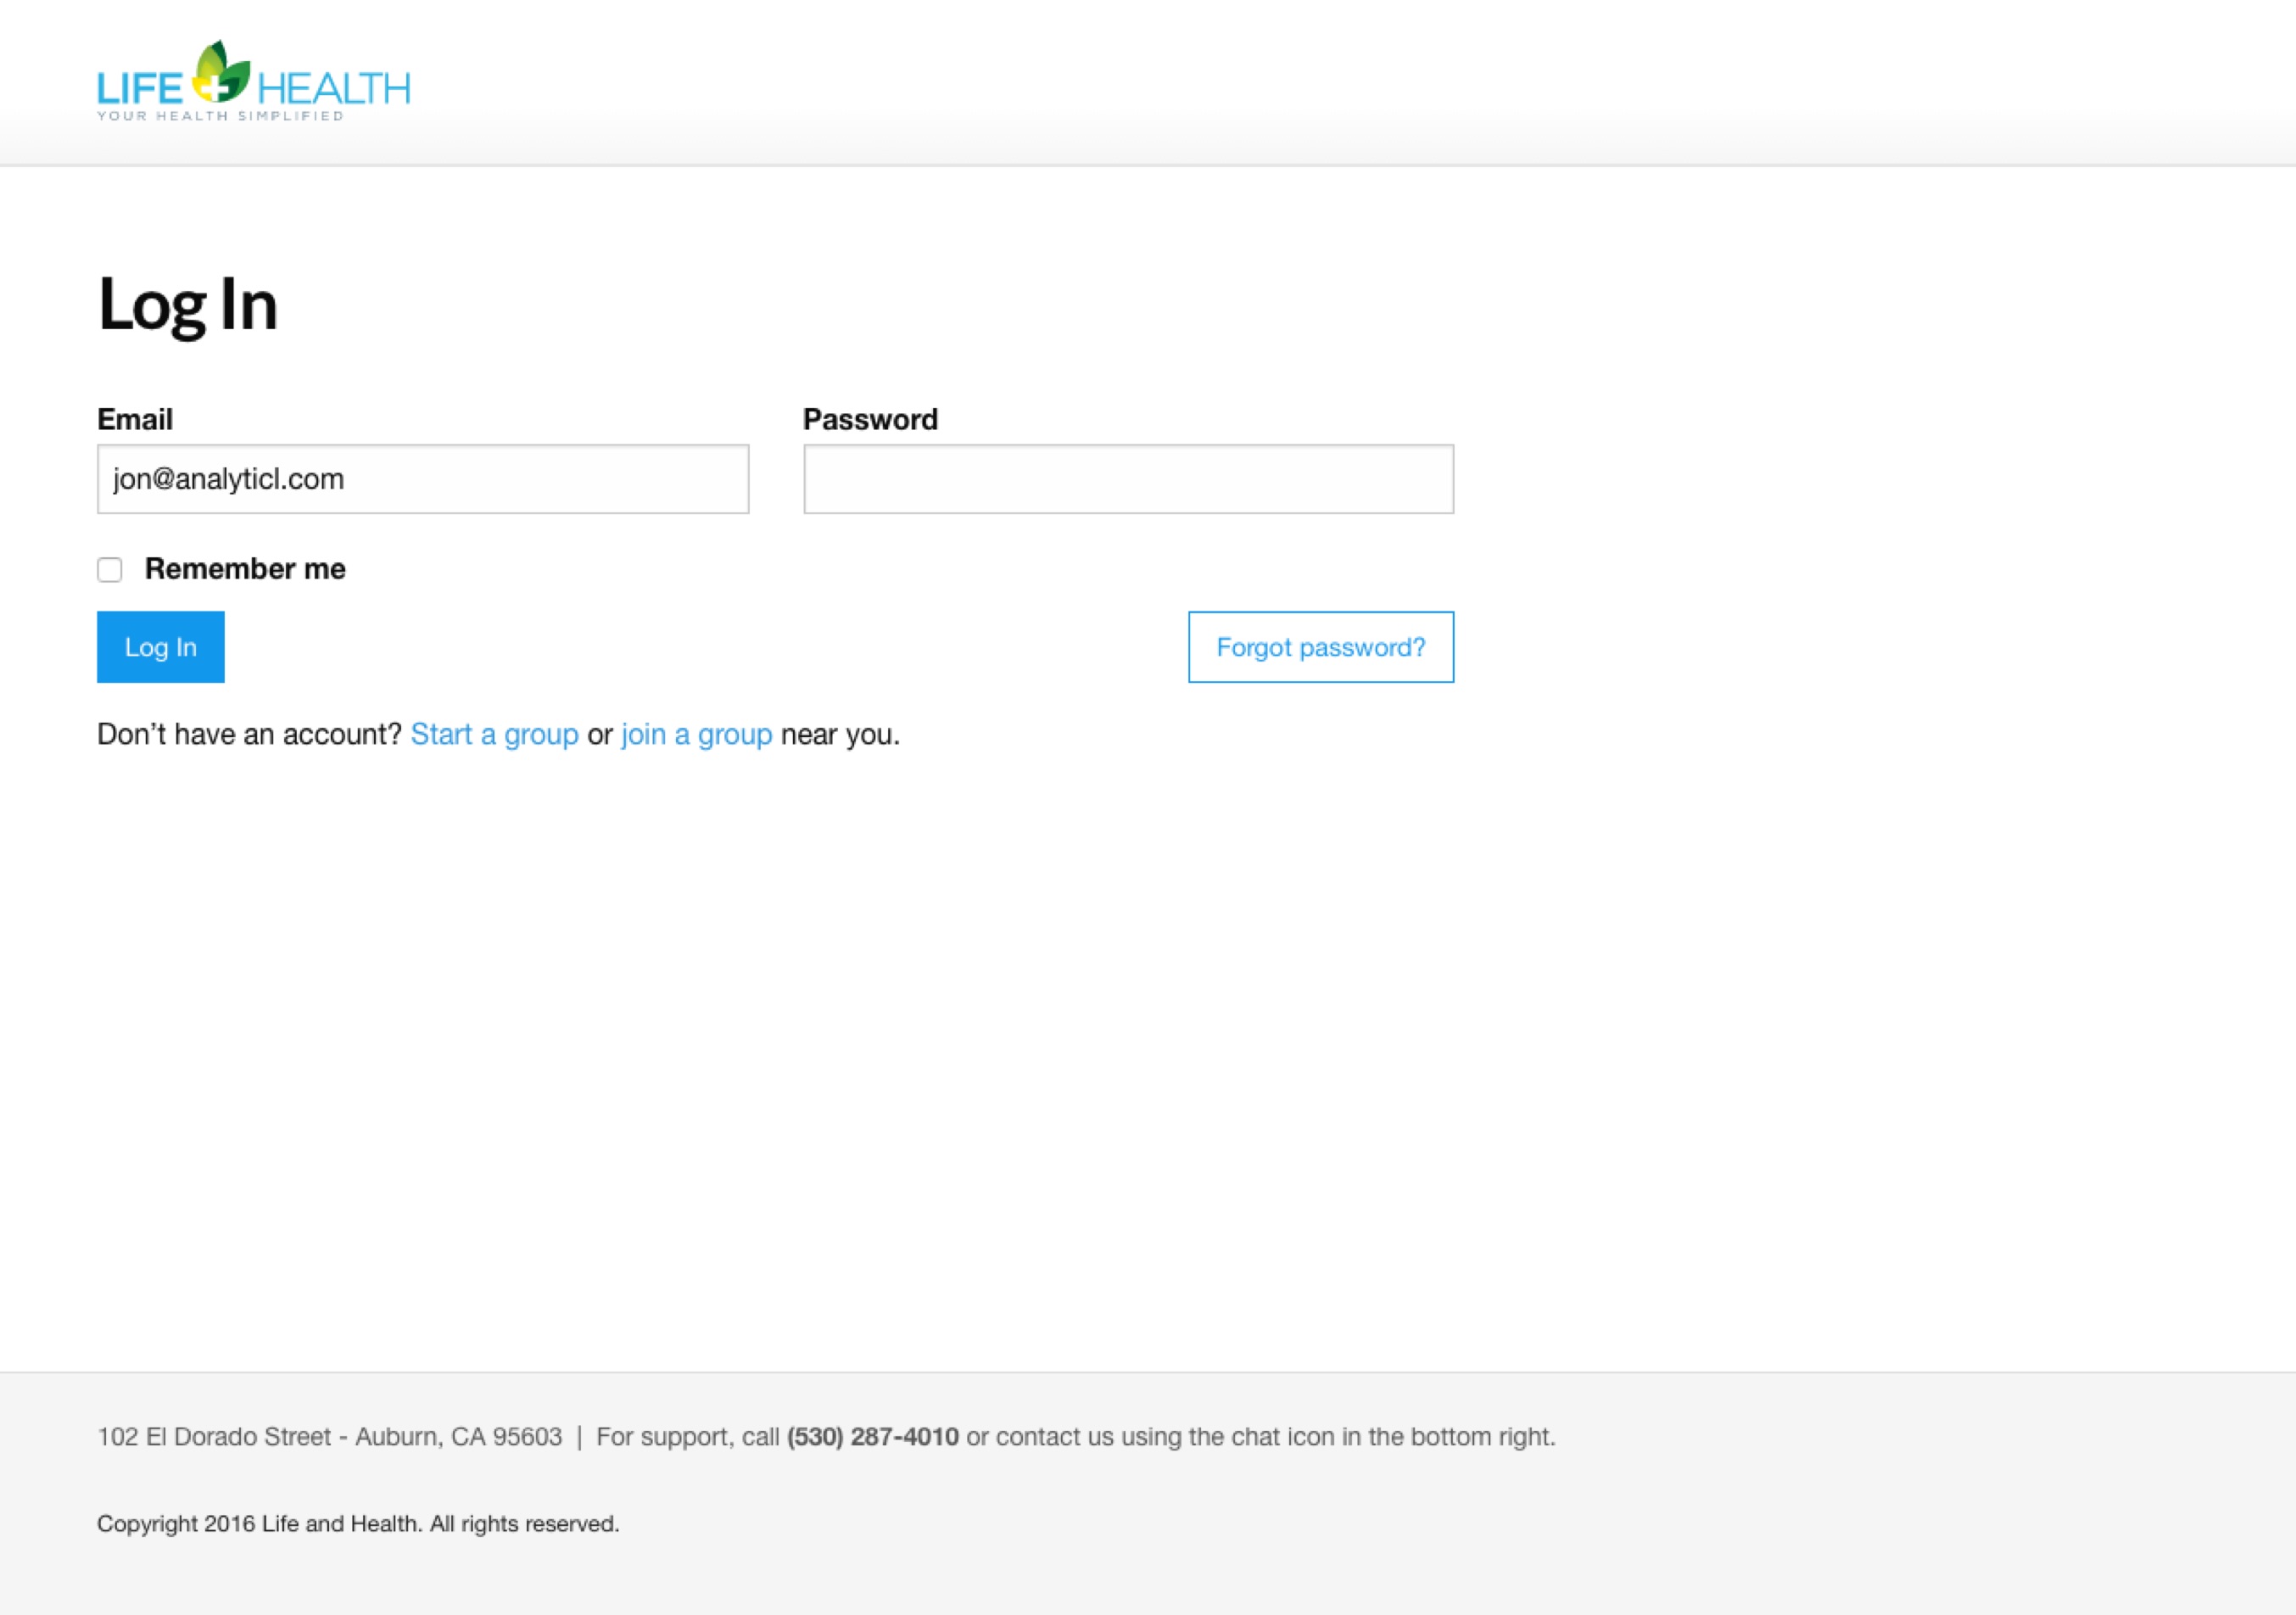 LIFE HEALTH
YOUR HEALTH SIMPLIFIED
Log In
Email
Password
jon@analyticl.com
Remember me
Log In
Forgot password?
Don’t have an account? Start a group or join a group near you.
102 El Dorado Street - Auburn, CA 95603 | For support, call (530) 287-4010 or contact us using the chat icon in the bottom right.
Copyright 2016 Life and Health. All rights reserved.